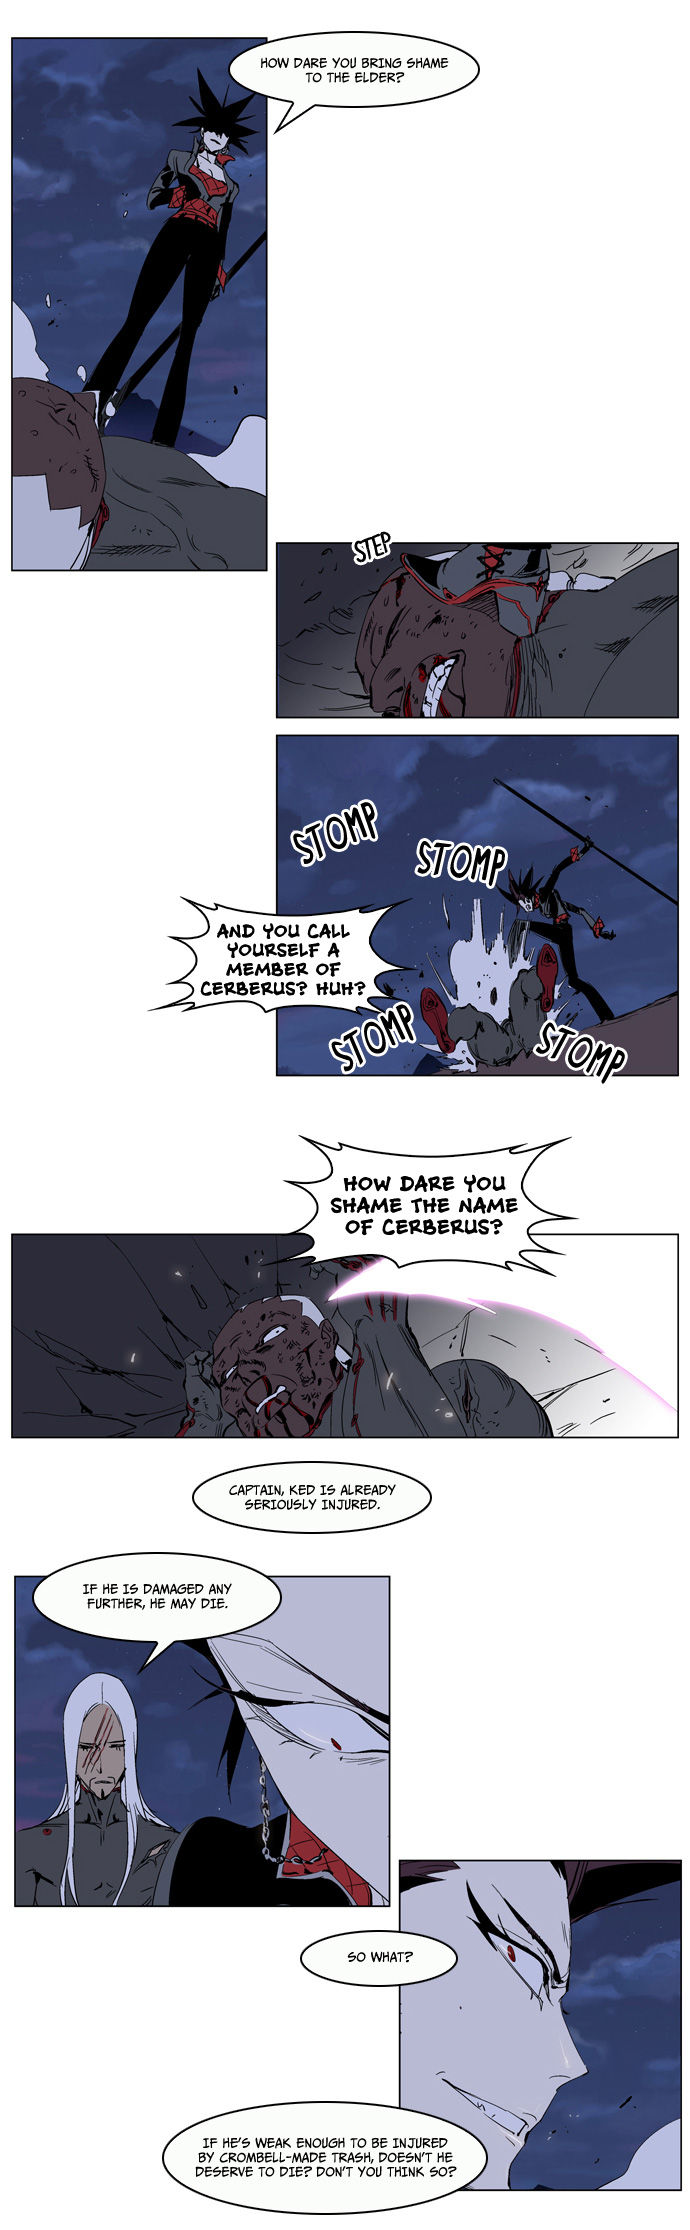 HOW DARE YOU BRING SHAME
TO THE ELDER?
STEP
STOMP
STOMP
AND YOU CALL
YOURSELF A
MEMBER OF
CERBERUS? HUH?
STOMP
STOMP
HOW DARE YOU
SHAME THE NAME
OF CERBERUS?
CAPTAIN, KED IS ALREADY
SERIOUSLY INJURED.
IF HE IS DAMAGED ANY
FURTHER, HE MAY DIE.
SO WHAT?
IF HE'S WEAK ENOUGH TO BE INJURED
BY CROMBELL-MADE TRASH, DOESN'T HE
DESERVE TO DIE? DON'T YOU THINK SO?